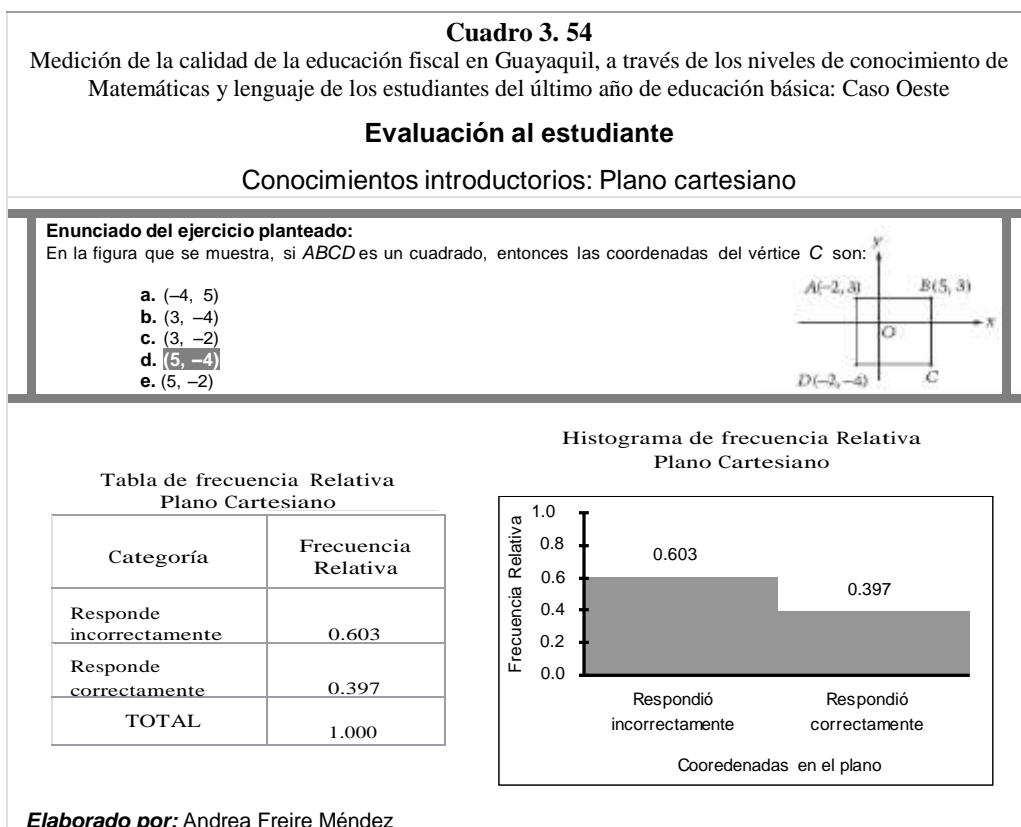 Cuadro 3. 54
Medición de la calidad de la educación fiscal en Guayaquil, a través de los niveles de conocimiento de
Matemáticas y lenguaje de los estudiantes del último año de educación básica: Caso Oeste
Evaluación al estudiante
Conocimientos introductorios: Plano cartesiano
Enunciado del ejercicio planteado:
En la figura que se muestra, si ABCD es un cuadrado, entonces las coordenadas del vértice C son:
a. (–4, 5)
b. (3, –4)
c. (3, –2)
d. (5, –4)
e. (5, –2)
y
A(–2, 3)
B(5, 3)
x
O
D(–2, –4)
C
Tabla de frecuencia Relativa
Plano Cartesiano
Categoría
Frecuencia
Relativa
Responde
incorrectamente
0.603
Responde
correctamente
0.397
TOTAL
1.000
Histograma de frecuencia Relativa
Plano Cartesiano
Frecuencia Relativa
1.0
0.8
0.6
0.4
0.2
0.0
0.603
0.397
Respondió
incorrectamente
Respondió
correctamente
Cooredenadas en el plano
Elaborado por: Andrea Freire Méndez